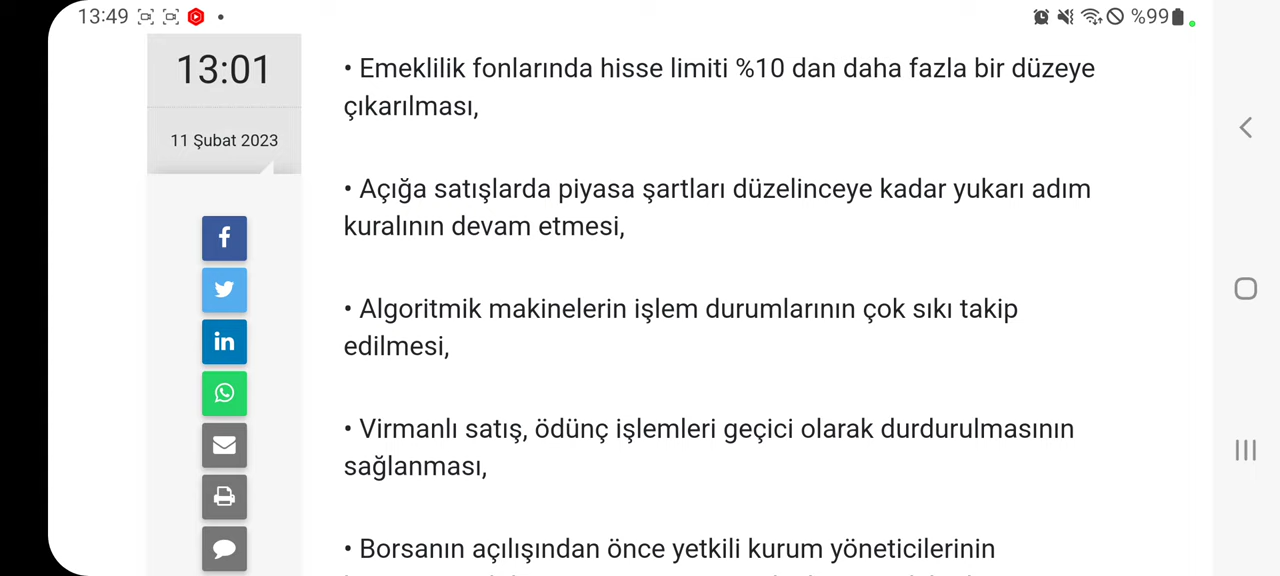 13:49
%99
13:01
11 Şubat 2023
• Emeklilik fonlarında hisse limiti %10 dan daha fazla bir düzeye
çıkarılması,
• Açığa satışlarda piyasa şartları düzelinceye kadar yukarı adım
kuralının devam etmesi,
• Algoritmik makinelerin işlem durumlarının çok sıkı takip
edilmesi,
• Virmanlı satış, ödünç işlemleri geçici olarak durdurulmasının
sağlanması,
• Borsanın açılışından önce yetkili kurum yöneticilerinin